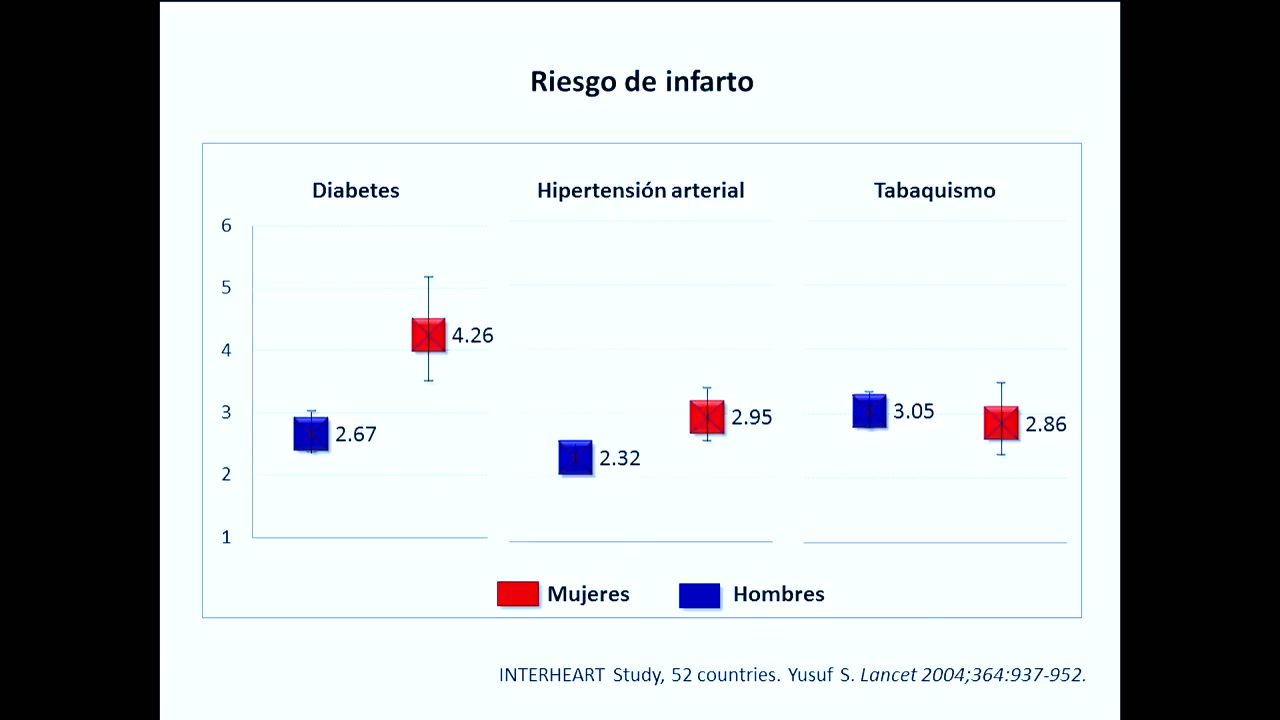 Riesgo de infarto
Diabetes
Hipertensión arterial
Tabaquismo
6
5
4
3
2
1
4.26
2.67
2.95
2.32
3.05
2.86
Mujeres
Hombres
INTERHEART Study, 52 countries. Yusuf S. Lancet 2004;364:937-952.